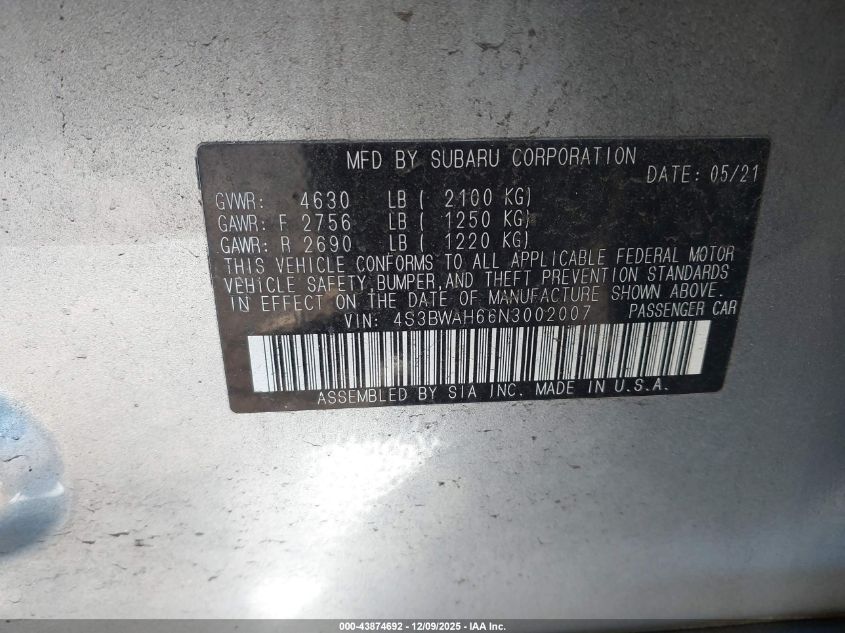 MFD BY SUBARU CORPORATION
DATE: 05/21
GVWR: 4630 LB ( 2100 KG)
GAWR: F 2756 LB ( 1250 KG)
GAWR: R 2690 LB ( 1220 KG)
THIS VEHICLE CONFORMS TO ALL APPLICABLE FEDERAL MOTOR
VEHICLE SAFETY, BUMPER, AND THEFT PREVENTION STANDARDS
IN EFFECT ON THE DATE OF MANUFACTURE SHOWN ABOVE.
VIN: 4S3BWAH66N3002007 PASSENGER CAR
ASSEMBLED BY SIA INC. MADE IN U.S.A.
000-43874692 - 12/09/2025 - IAA Inc.